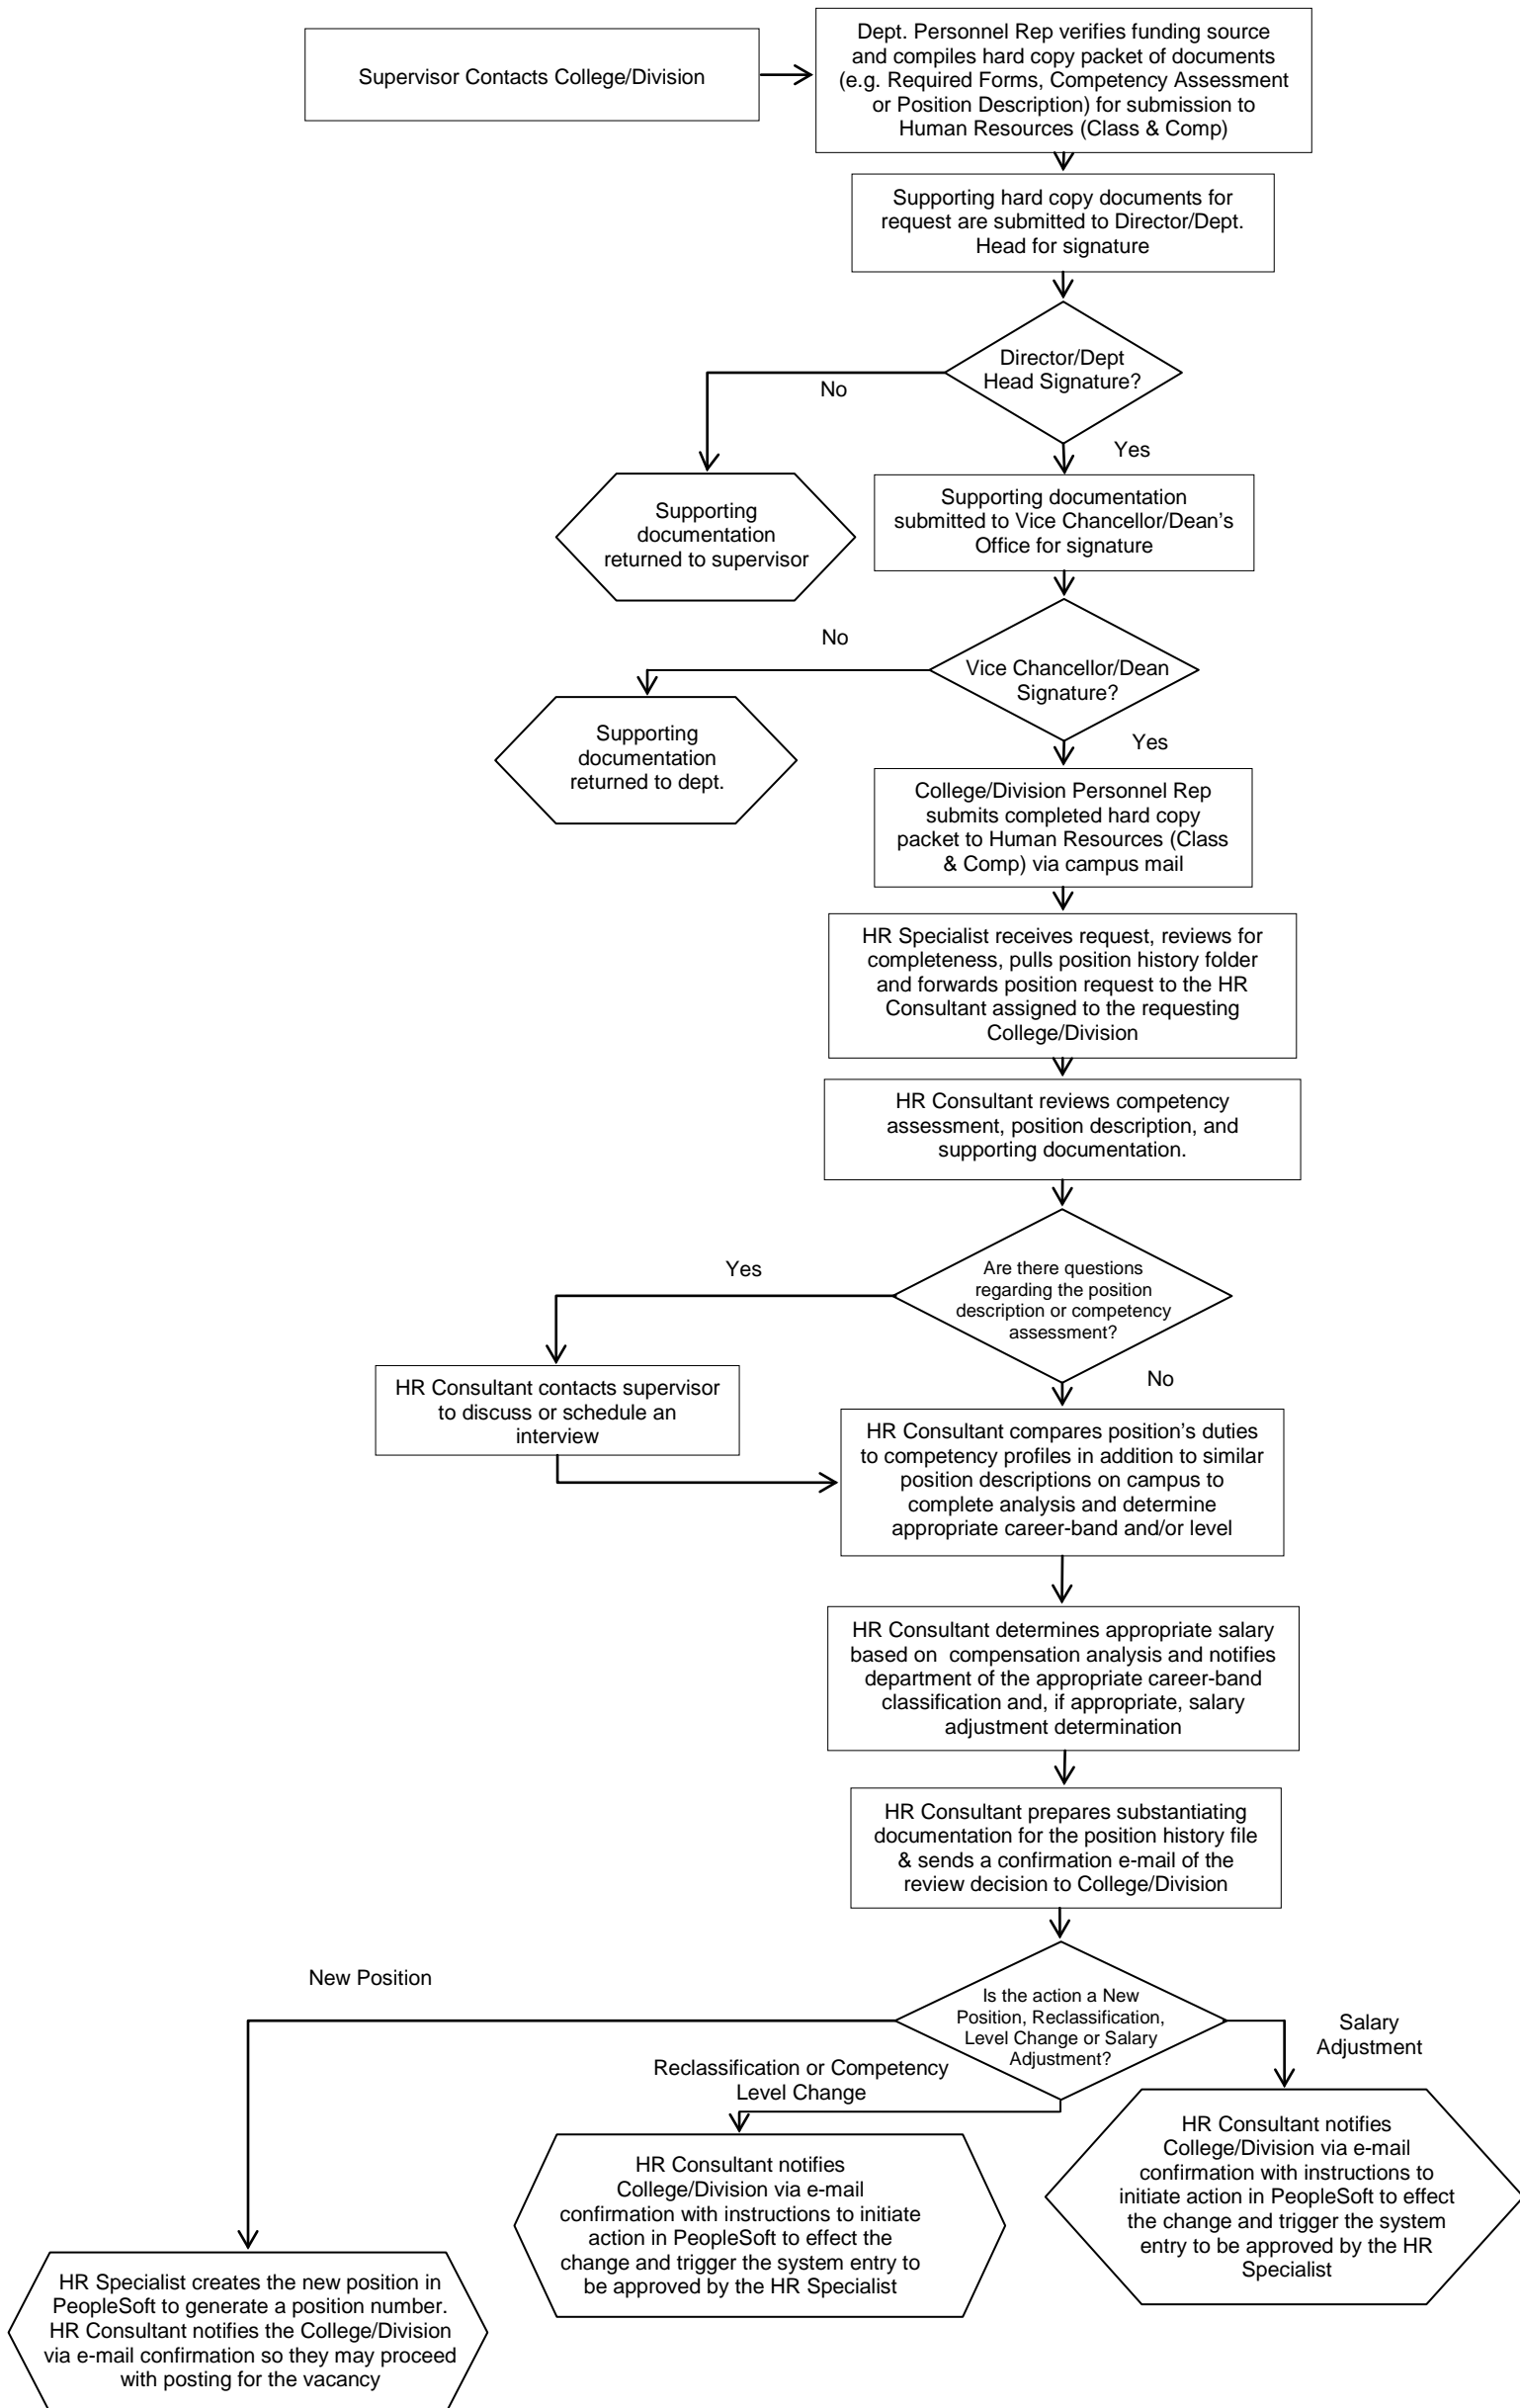 Supervisor Contacts College/Division
Dept. Personnel Rep verifies funding source
and compiles hard copy packet of documents
(e.g. Required Forms, Competency Assessment
or Position Description) for submission to
Human Resources (Class & Comp)
Supporting hard copy documents for
request are submitted to Director/Dept.
Head for signature
Director/Dept
Head Signature?
No
Yes
Supporting
documentation
returned to supervisor
Supporting documentation
submitted to Vice Chancellor/Dean’s
Office for signature
No
Vice Chancellor/Dean
Signature?
Yes
Supporting
documentation
returned to dept.
College/Division Personnel Rep
submits completed hard copy
packet to Human Resources (Class
& Comp) via campus mail
HR Specialist receives request, reviews for
completeness, pulls position history folder
and forwards position request to the HR
Consultant assigned to the requesting
College/Division
HR Consultant reviews competency
assessment, position description, and
supporting documentation.
Are there questions
regarding the position
description or competency
assessment?
Yes
No
HR Consultant contacts supervisor
to discuss or schedule an
interview
HR Consultant compares position’s duties
to competency profiles in addition to similar
position descriptions on campus to
complete analysis and determine
appropriate career-band and/or level
HR Consultant determines appropriate salary
based on compensation analysis and notifies
department of the appropriate career-band
classification and, if appropriate, salary
adjustment determination
HR Consultant prepares substantiating
documentation for the position history file
& sends a confirmation e-mail of the
review decision to College/Division
New Position
Is the action a New
Position, Reclassification,
Level Change or Salary
Adjustment?
Salary
Adjustment
Reclassification or Competency
Level Change
HR Consultant notifies
College/Division via e-mail
confirmation with instructions to
initiate action in PeopleSoft to effect
the change and trigger the system
entry to be approved by the HR
Specialist
HR Consultant notifies
College/Division via e-mail
confirmation with instructions to initiate
action in PeopleSoft to effect the
change and trigger the system entry to
be approved by the HR Specialist
HR Specialist creates the new position in
PeopleSoft to generate a position number.
HR Consultant notifies the College/Division
via e-mail confirmation so they may proceed
with posting for the vacancy